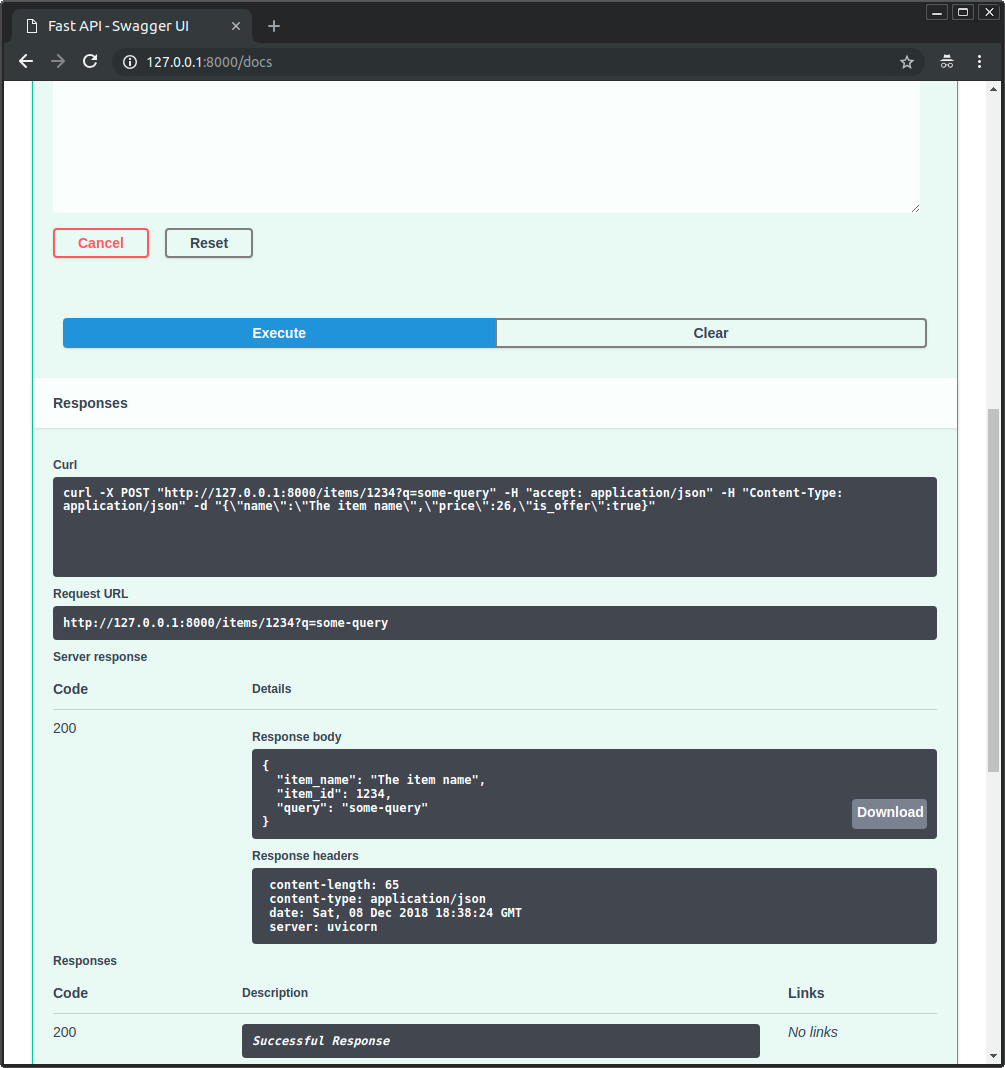 Fast API - Swagger UI
127.0.0.1:8000/docs
Cancel Reset
Execute Clear
Responses
Curl
curl -X POST "http://127.0.0.1:8000/items/1234?q=some-query" -H "accept: application/json" -H "Content-Type:
application/json" -d "{\"name\":\"The item name\",\"price\":26,\"is_offer\":true}"
Request URL
http://127.0.0.1:8000/items/1234?q=some-query
Server response
Code Details
200
Response body
{
  "item_name": "The item name",
  "item_id": 1234,
  "query": "some-query"
}
Download
Response headers
content-length: 65
content-type: application/json
date: Sat, 08 Dec 2018 18:38:24 GMT
server: uvicorn
Responses
Code Description Links
200 Successful Response No links